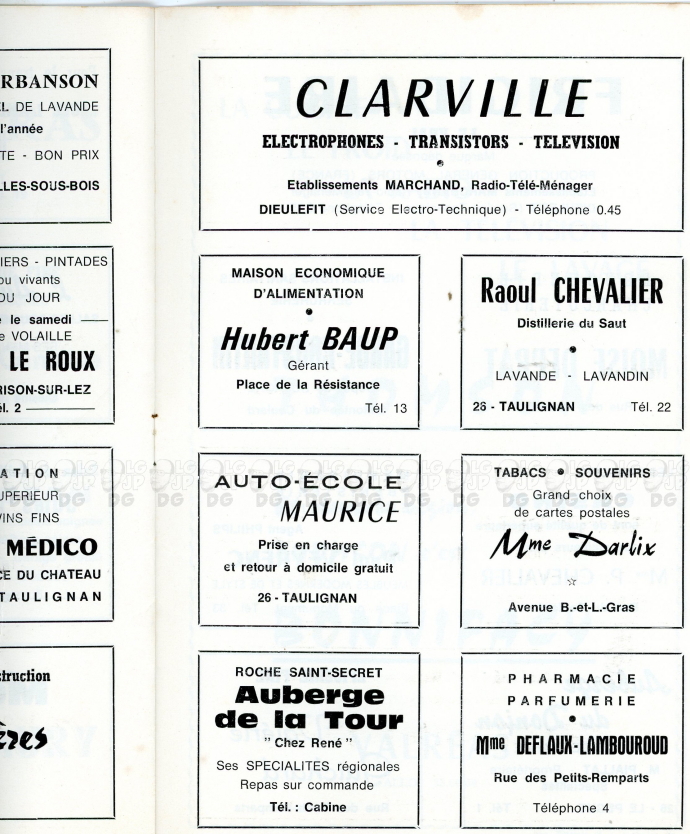 RBANSON
EL DE LAVANDE
l'année
TE - BON PRIX
LLES-SOUS-BOIS
IERS - PINTADES
ou vivants
DU JOUR
le samedi
VOLAILLE
LE ROUX
RISON-SUR-LEZ
él. 2
ATION
UPERIEUR
VINS FINS
MÉDICO
CE DU CHATEAU
TAULIGNAN
struction
ères
CLARVILLE
ELECTROPHONES - TRANSISTORS - TELEVISION
Etablissements MARCHAND, Radio-Télé-Ménager
DIEULEFIT (Service Electro-Technique) - Téléphone 0.45
MAISON ECONOMIQUE
D'ALIMENTATION
Hubert BAUP
Gérant
Place de la Résistance
Tél. 13
Raoul CHEVALIER
Distillerie du Saut
LAVANDE - LAVANDIN
26 - TAULIGNAN Tél. 22
AUTO-ÉCOLE
MAURICE
Prise en charge
et retour à domicile gratuit
26 - TAULIGNAN
TABACS • SOUVENIRS
Grand choix
de cartes postales
Mme Darlix
Avenue B.-et-L.-Gras
ROCHE SAINT-SECRET
Auberge
de la Tour
"Chez René"
Ses SPECIALITES régionales
Repas sur commande
Tél. : Cabine
PHARMACIE
PARFUMERIE
Mme DEFLAUX-LAMBOUROUD
Rue des Petits-Remparts
Téléphone 4